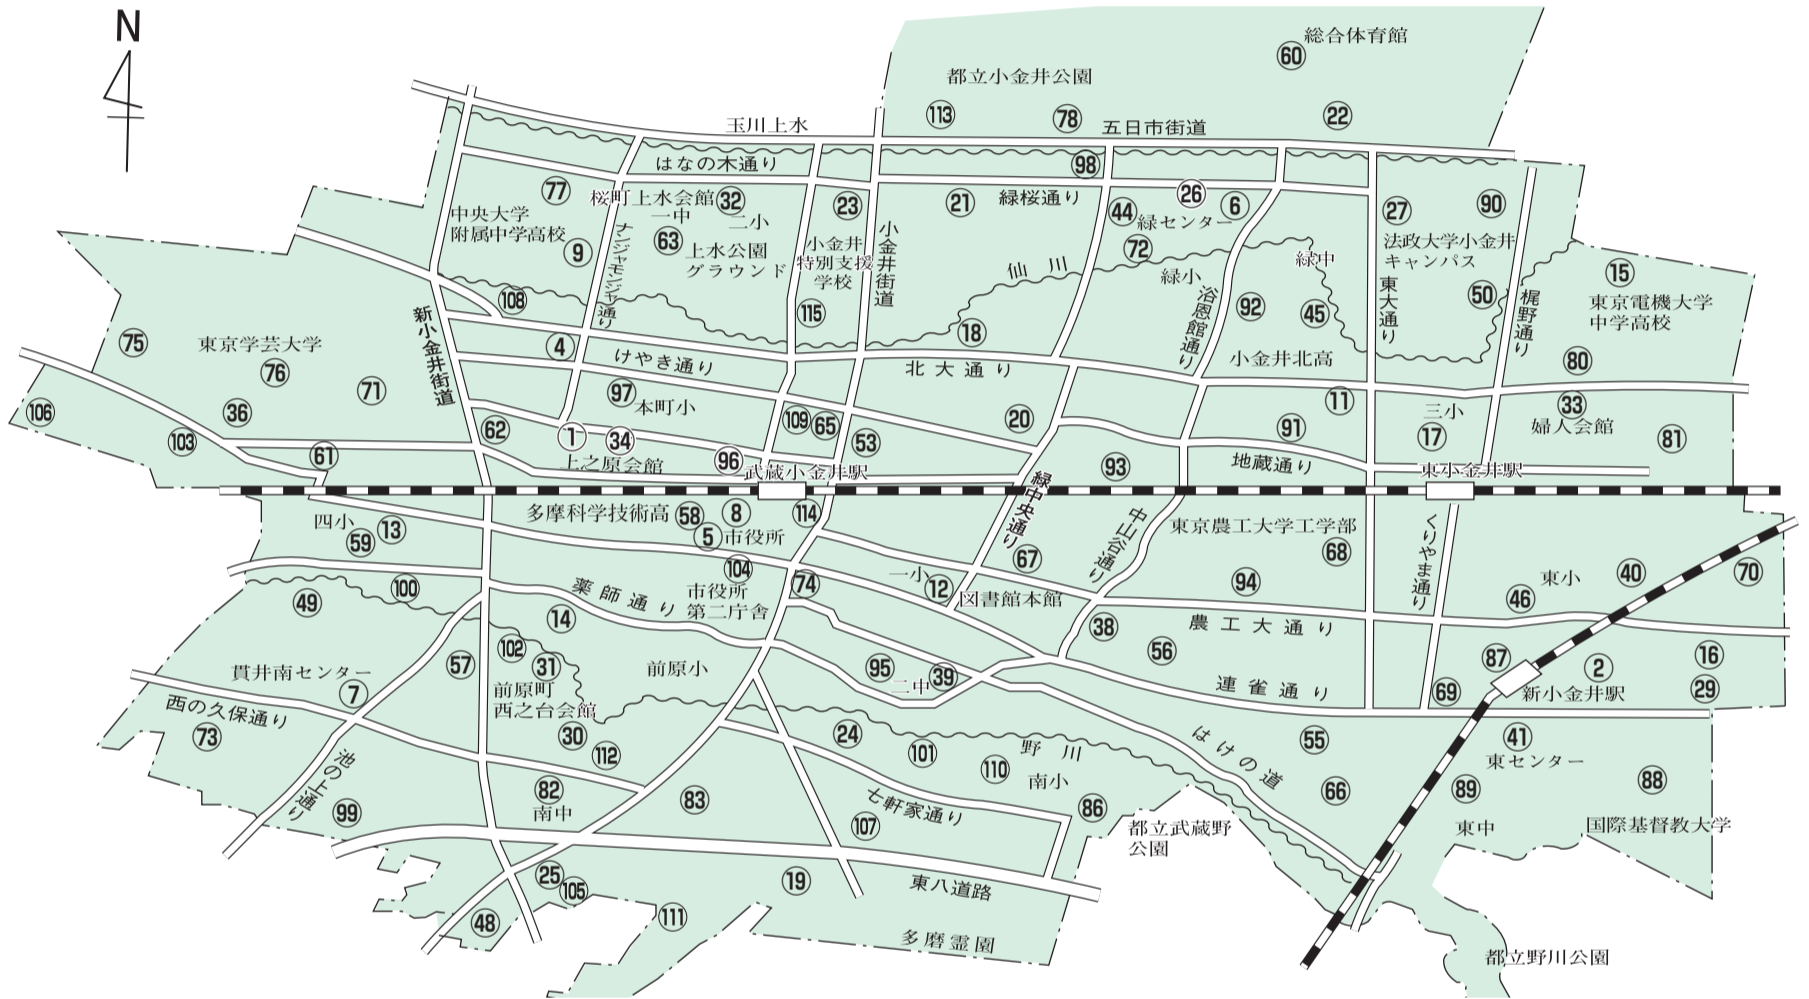 N
総合体育館
60
都立小金井公園
113
78
22
玉川上水
五日市街道
はなの木通り
98
77
桜町上水会館
32
23
21
緑桜通り
26
44
6
27
90
中央大学
附属中学高校
9
一中
63
二小
上水公園
グラウンド
ナンジャモンジャ通り
小金井
特別支援
学校
115
小金井街道
仙川
緑センター
72
緑小
緑中
浴恩館通り
92
45
法政大学小金井
キャンパス
50
東大通り
梶野通り
15
東京電機大学
中学高校
108
新小金井街道
75
東京学芸大学
76
71
36
106
103
4
けやき通り
97
本町小
18
北大通り
小金井北高
11
80
33
婦人会館
三小
17
81
20
91
109
65
53
62
1
34
上之原会館
96
61
武蔵小金井駅
緑中央通り
93
地蔵通り
東小金井駅
四小
59
13
多摩科学技術高
58
8
114
5
市役所
104
中山谷通り
東京農工大学工学部
68
くりやま通り
67
一小
12
図書館本館
94
東小
40
46
70
49
100
薬師通り
市役所
第二庁舎
74
14
102
31
38
農工大通り
56
87
2
16
29
貫井南センター
7
57
前原町
西之台会館
30
112
前原小
95
39
二中
連雀通り
69
新小金井駅
西の久保通り
73
池の上通り
99
82
南中
83
24
101
野川
110
南小
86
はけの道
55
66
41
東センター
89
88
七軒家通り
107
都立武蔵野
公園
東中
国際基督教大学
25
105
48
111
19
東八道路
多磨霊園
都立野川公園